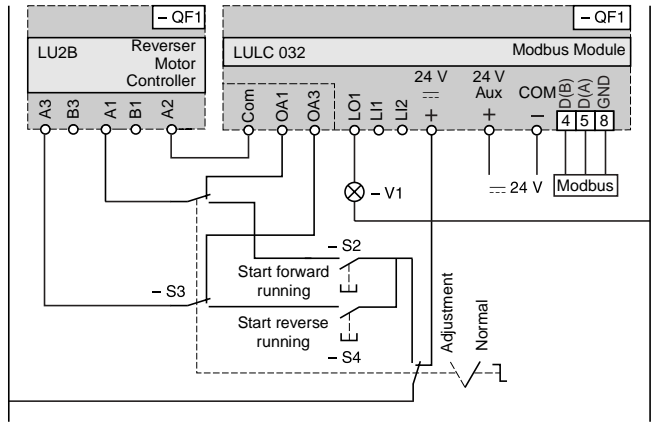 – QF1
– QF1
LU2B
Reverser
Motor
Controller
LULC 032
Modbus Module
24 V
+
24 V
Aux
+
COM
–
A3
B3
A1
B1
A2
Com
OA1
OA3
LO1
LI1
LI2
D(B)
D(A)
GND
4 5 8
– V1
24 V
Modbus
– S2
Start forward
running
– S3
Start reverse
running
– S4
Adjustment
Normal